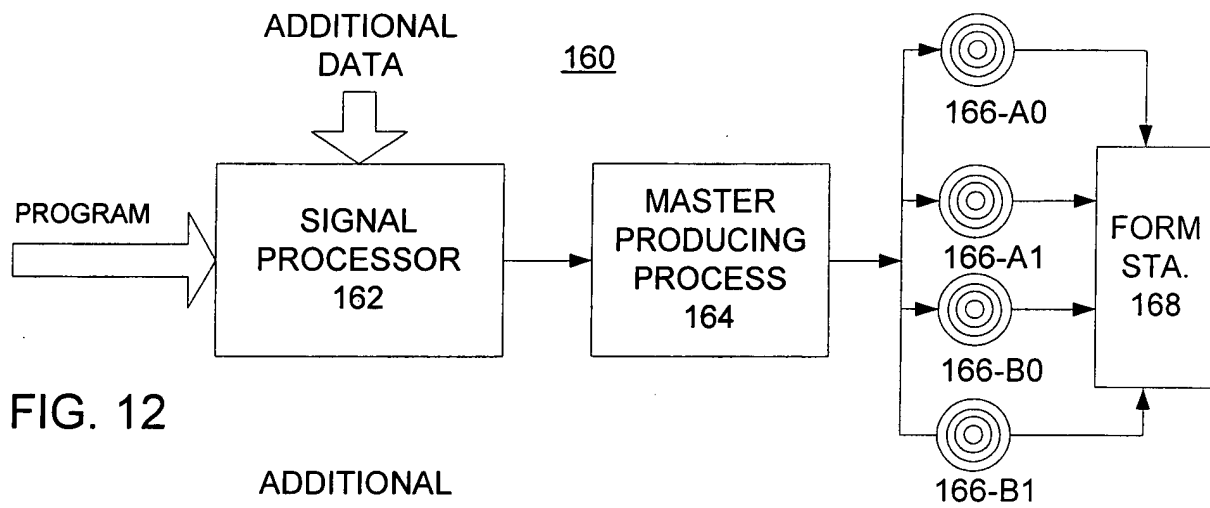 ADDITIONAL
DATA
160
PROGRAM
SIGNAL
PROCESSOR
162
MASTER
PRODUCING
PROCESS
164
166-A0
166-A1
166-B0
166-B1
FORM
STA.
168
FIG. 12
ADDITIONAL